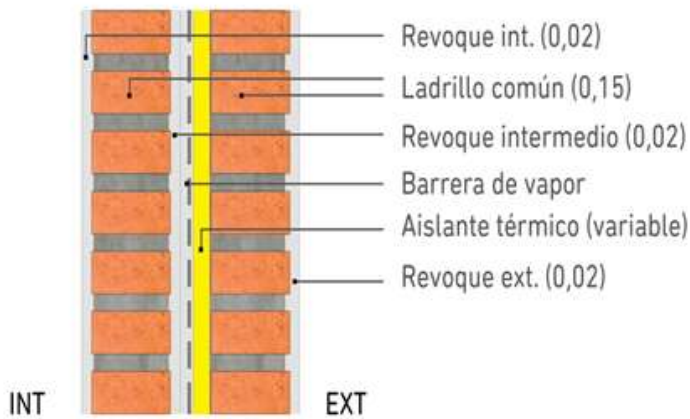 Revoque int. (0,02)
Ladrillo común (0,15)
Revoque intermedio (0,02)
Barrera de vapor
Aislante térmico (variable)
Revoque ext. (0,02)
INT
EXT